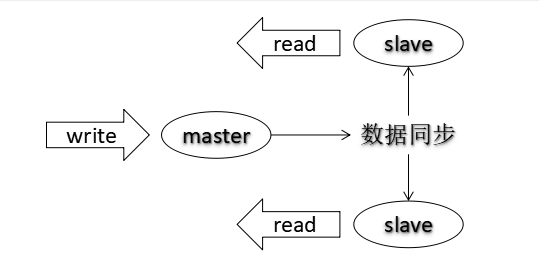 read
slave
write
master
数据同步
read
slave